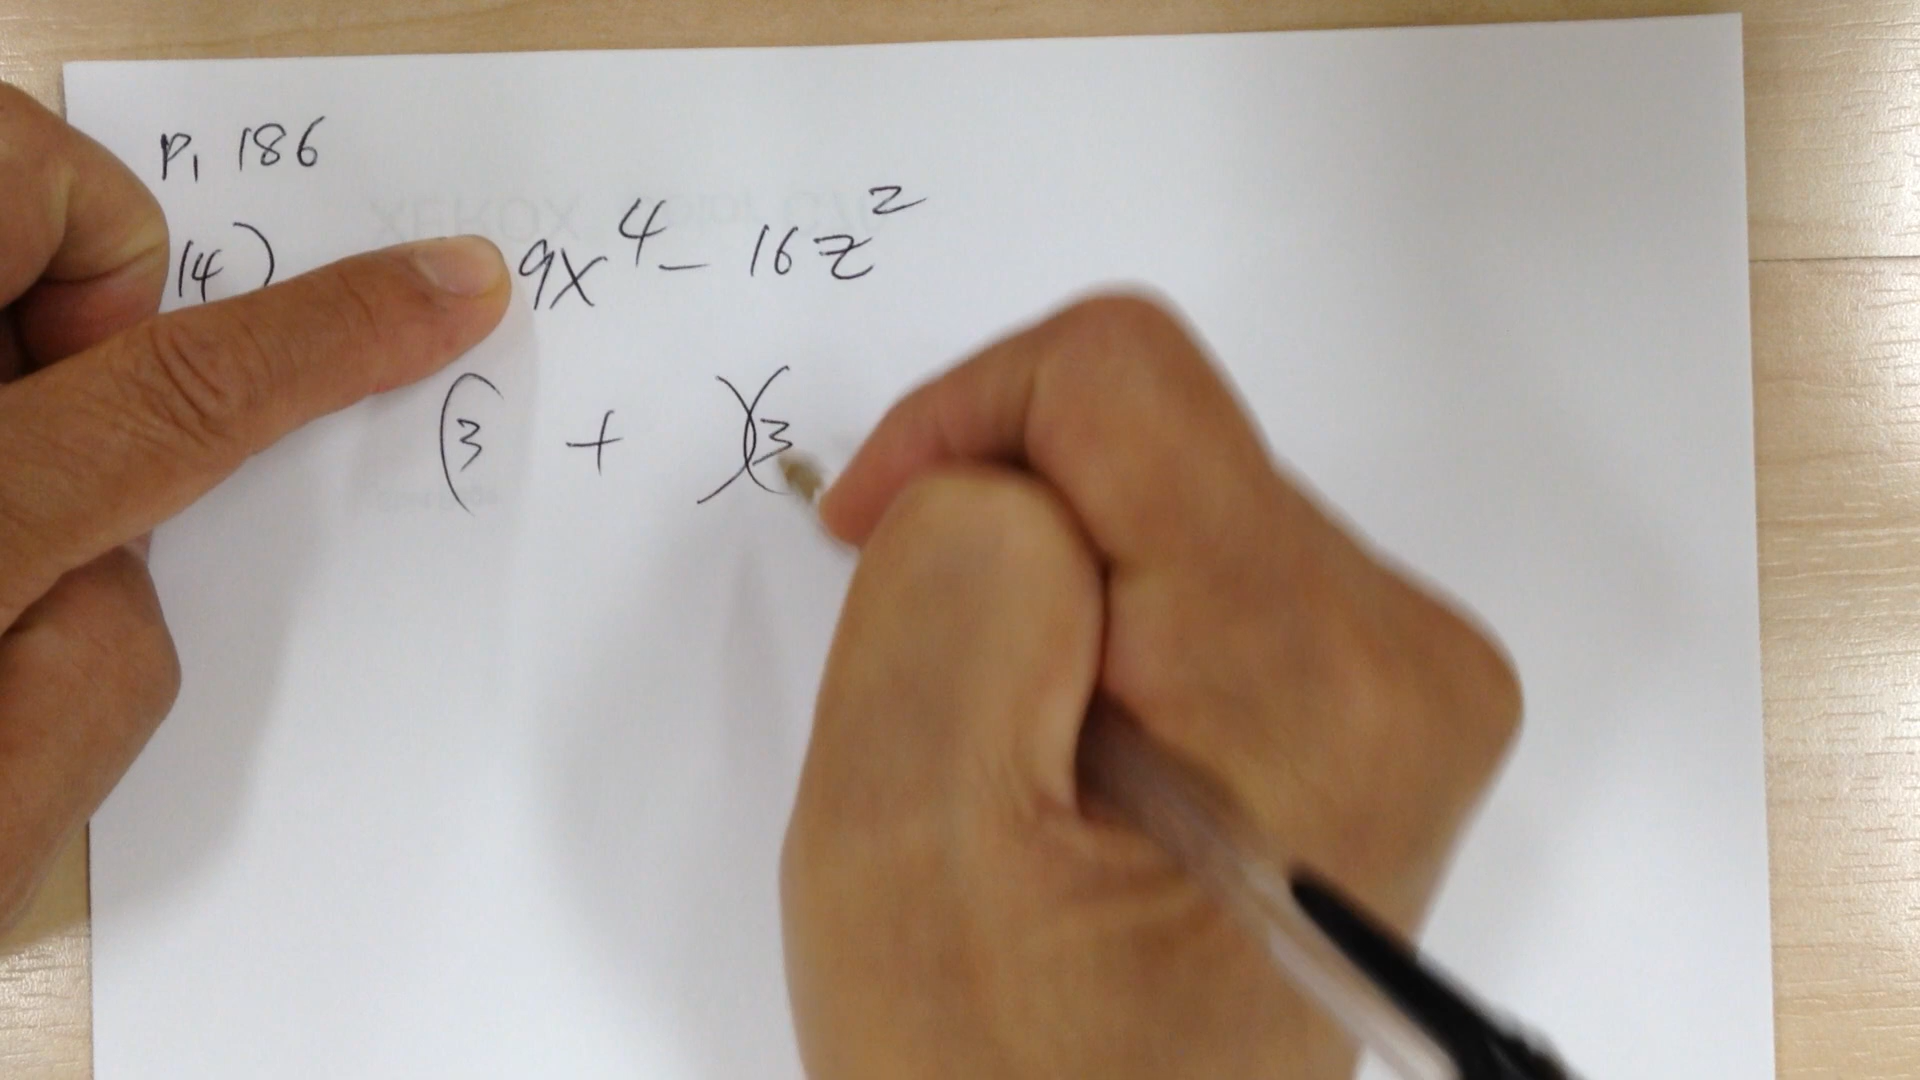 P, 186
14) 9x⁴ - 16z²
(3 + )(3